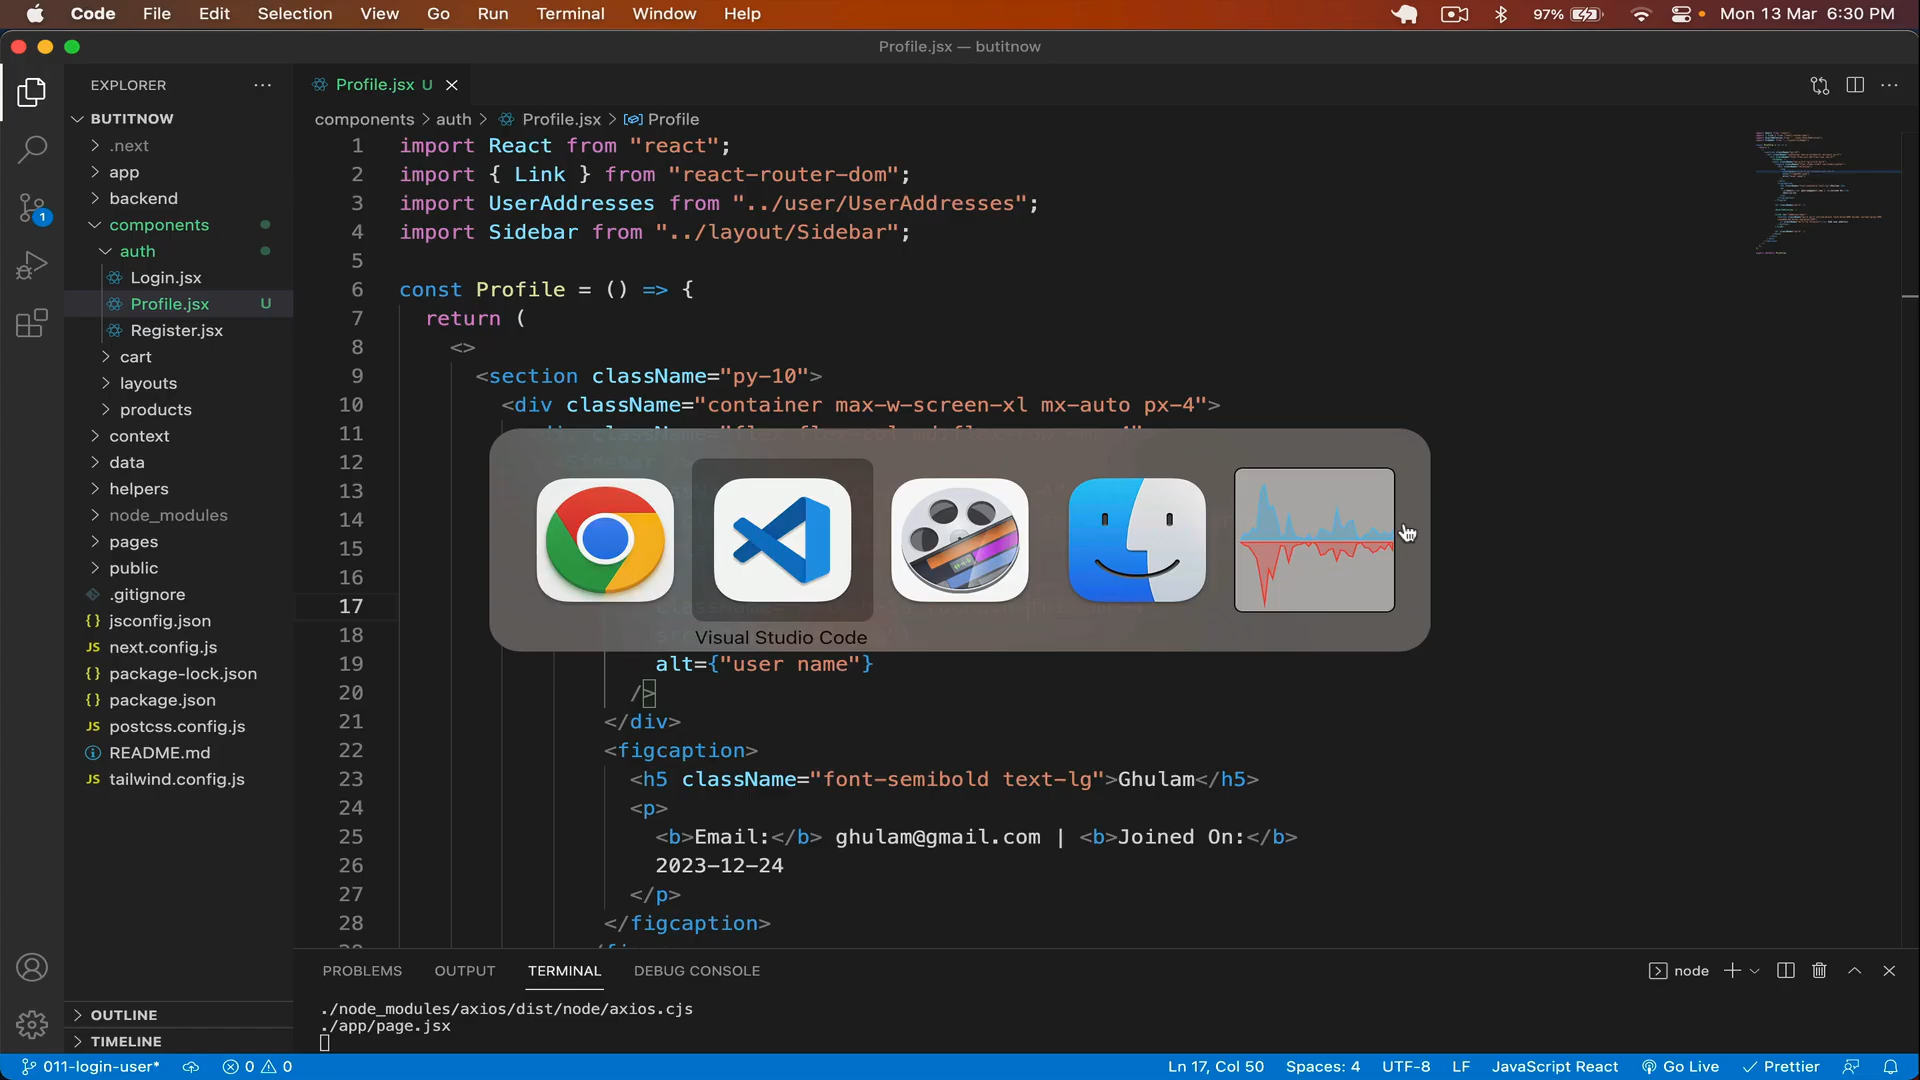 Code File Edit Selection View Go Run Terminal Window Help 97% Mon 13 Mar 6:30 PM
Profile.jsx — butitnow
EXPLORER
BUTITNOW
.next
app
backend
components
auth
Login.jsx
Profile.jsx U
Register.jsx
cart
layouts
products
context
data
helpers
node_modules
pages
public
.gitignore
jsconfig.json
next.config.js
package-lock.json
package.json
postcss.config.js
README.md
tailwind.config.js
OUTLINE
TIMELINE
Profile.jsx U
components > auth > Profile.jsx > Profile
1 import React from "react";
2 import { Link } from "react-router-dom";
3 import UserAddresses from "../user/UserAddresses";
4 import Sidebar from "../layout/Sidebar";
5
6 const Profile = () => {
7 return (
8 <>
9 <section className="py-10">
10 <div className="container max-w-screen-xl mx-auto px-4">
11
12
13
14
15
16
17
18
Visual Studio Code
19 alt={"user name"}
20 />
21 </div>
22 <figcaption>
23 <h5 className="font-semibold text-lg">Ghulam</h5>
24 <p>
25 <b>Email:</b> ghulam@gmail.com | <b>Joined On:</b>
26 2023-12-24
27 </p>
28 </figcaption>
PROBLEMS OUTPUT TERMINAL DEBUG CONSOLE node
./node_modules/axios/dist/node/axios.cjs
./app/page.jsx
011-login-user* 0 0 Ln 17, Col 50 Spaces: 4 UTF-8 LF JavaScript React Go Live Prettier